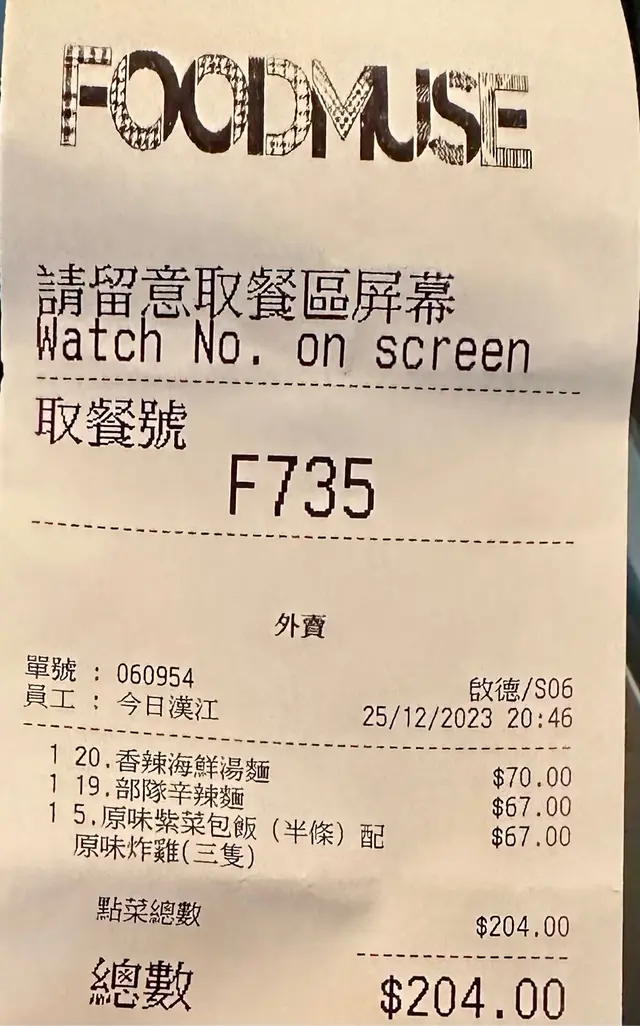 FOODMUSE
請留意取餐區屏幕
Watch No. on screen
取餐號
F735
外賣
單號 : 060954 啟德/S06
員工 : 今日漢江 25/12/2023 20:46
1 20.香辣海鮮湯麵 $70.00
1 19.部隊辛辣麵 $67.00
1 5.原味紫菜包飯（半條）配 $67.00
原味炸雞(三隻)
點菜總數 $204.00
總數 $204.00